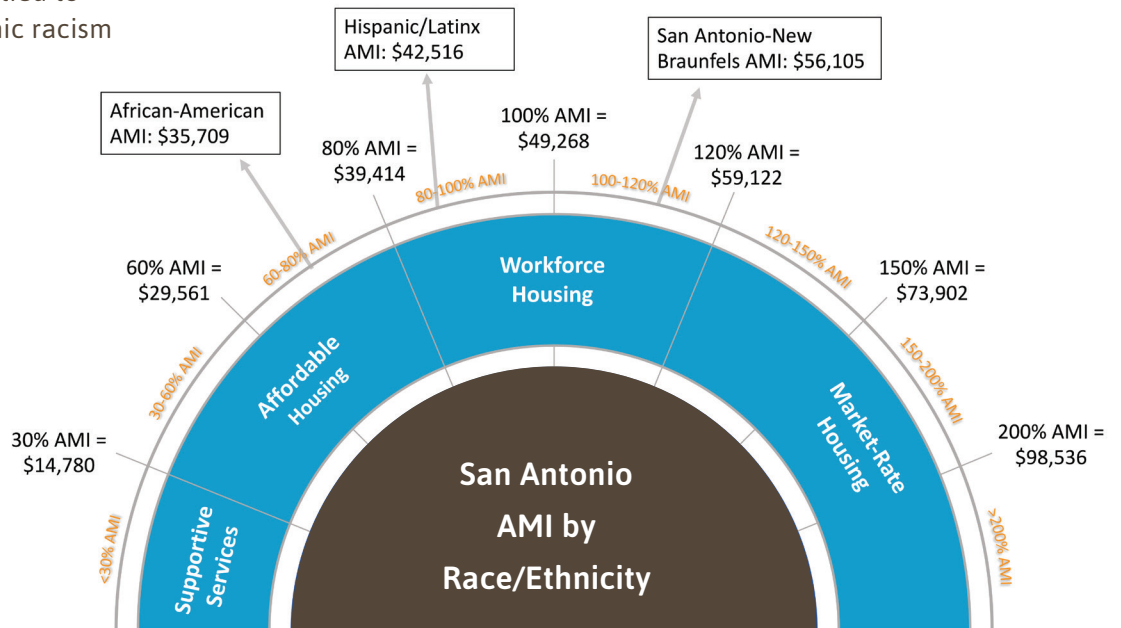 to
nic racism
Hispanic/Latinx
AMI: $42,516
San Antonio-New
Braunfels AMI: $56,105
African-American
AMI: $35,709
100% AMI =
$49,268
80% AMI =
$39,414
120% AMI =
$59,122
80-100% AMI
100-120% AMI
60-80% AMI
120-150% AMI
60% AMI =
$29,561
150% AMI =
$73,902
Workforce
Housing
Affordable
Housing
30-60% AMI
150-200% AMI
Market-Rate
Housing
30% AMI =
$14,780
200% AMI =
$98,536
<30% AMI
>200% AMI
Supportive
Services
San Antonio
AMI by
Race/Ethnicity